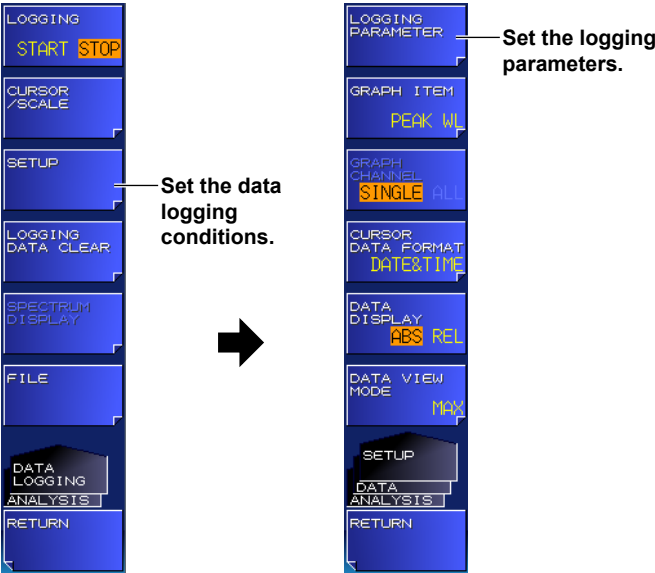 LOGGING
START STOP
CURSOR
/SCALE
SETUP
Set the data
logging
conditions.
LOGGING
DATA CLEAR
SPECTRUM
DISPLAY
FILE
DATA
LOGGING
ANALYSIS
RETURN
LOGGING
PARAMETER
Set the logging
parameters.
GRAPH ITEM
PEAK WL
GRAPH
CHANNEL
SINGLE ALL
CURSOR
DATA FORMAT
DATE&TIME
DATA
DISPLAY
ABS REL
DATA VIEW
MODE
MAX
SETUP
DATA
ANALYSIS
RETURN